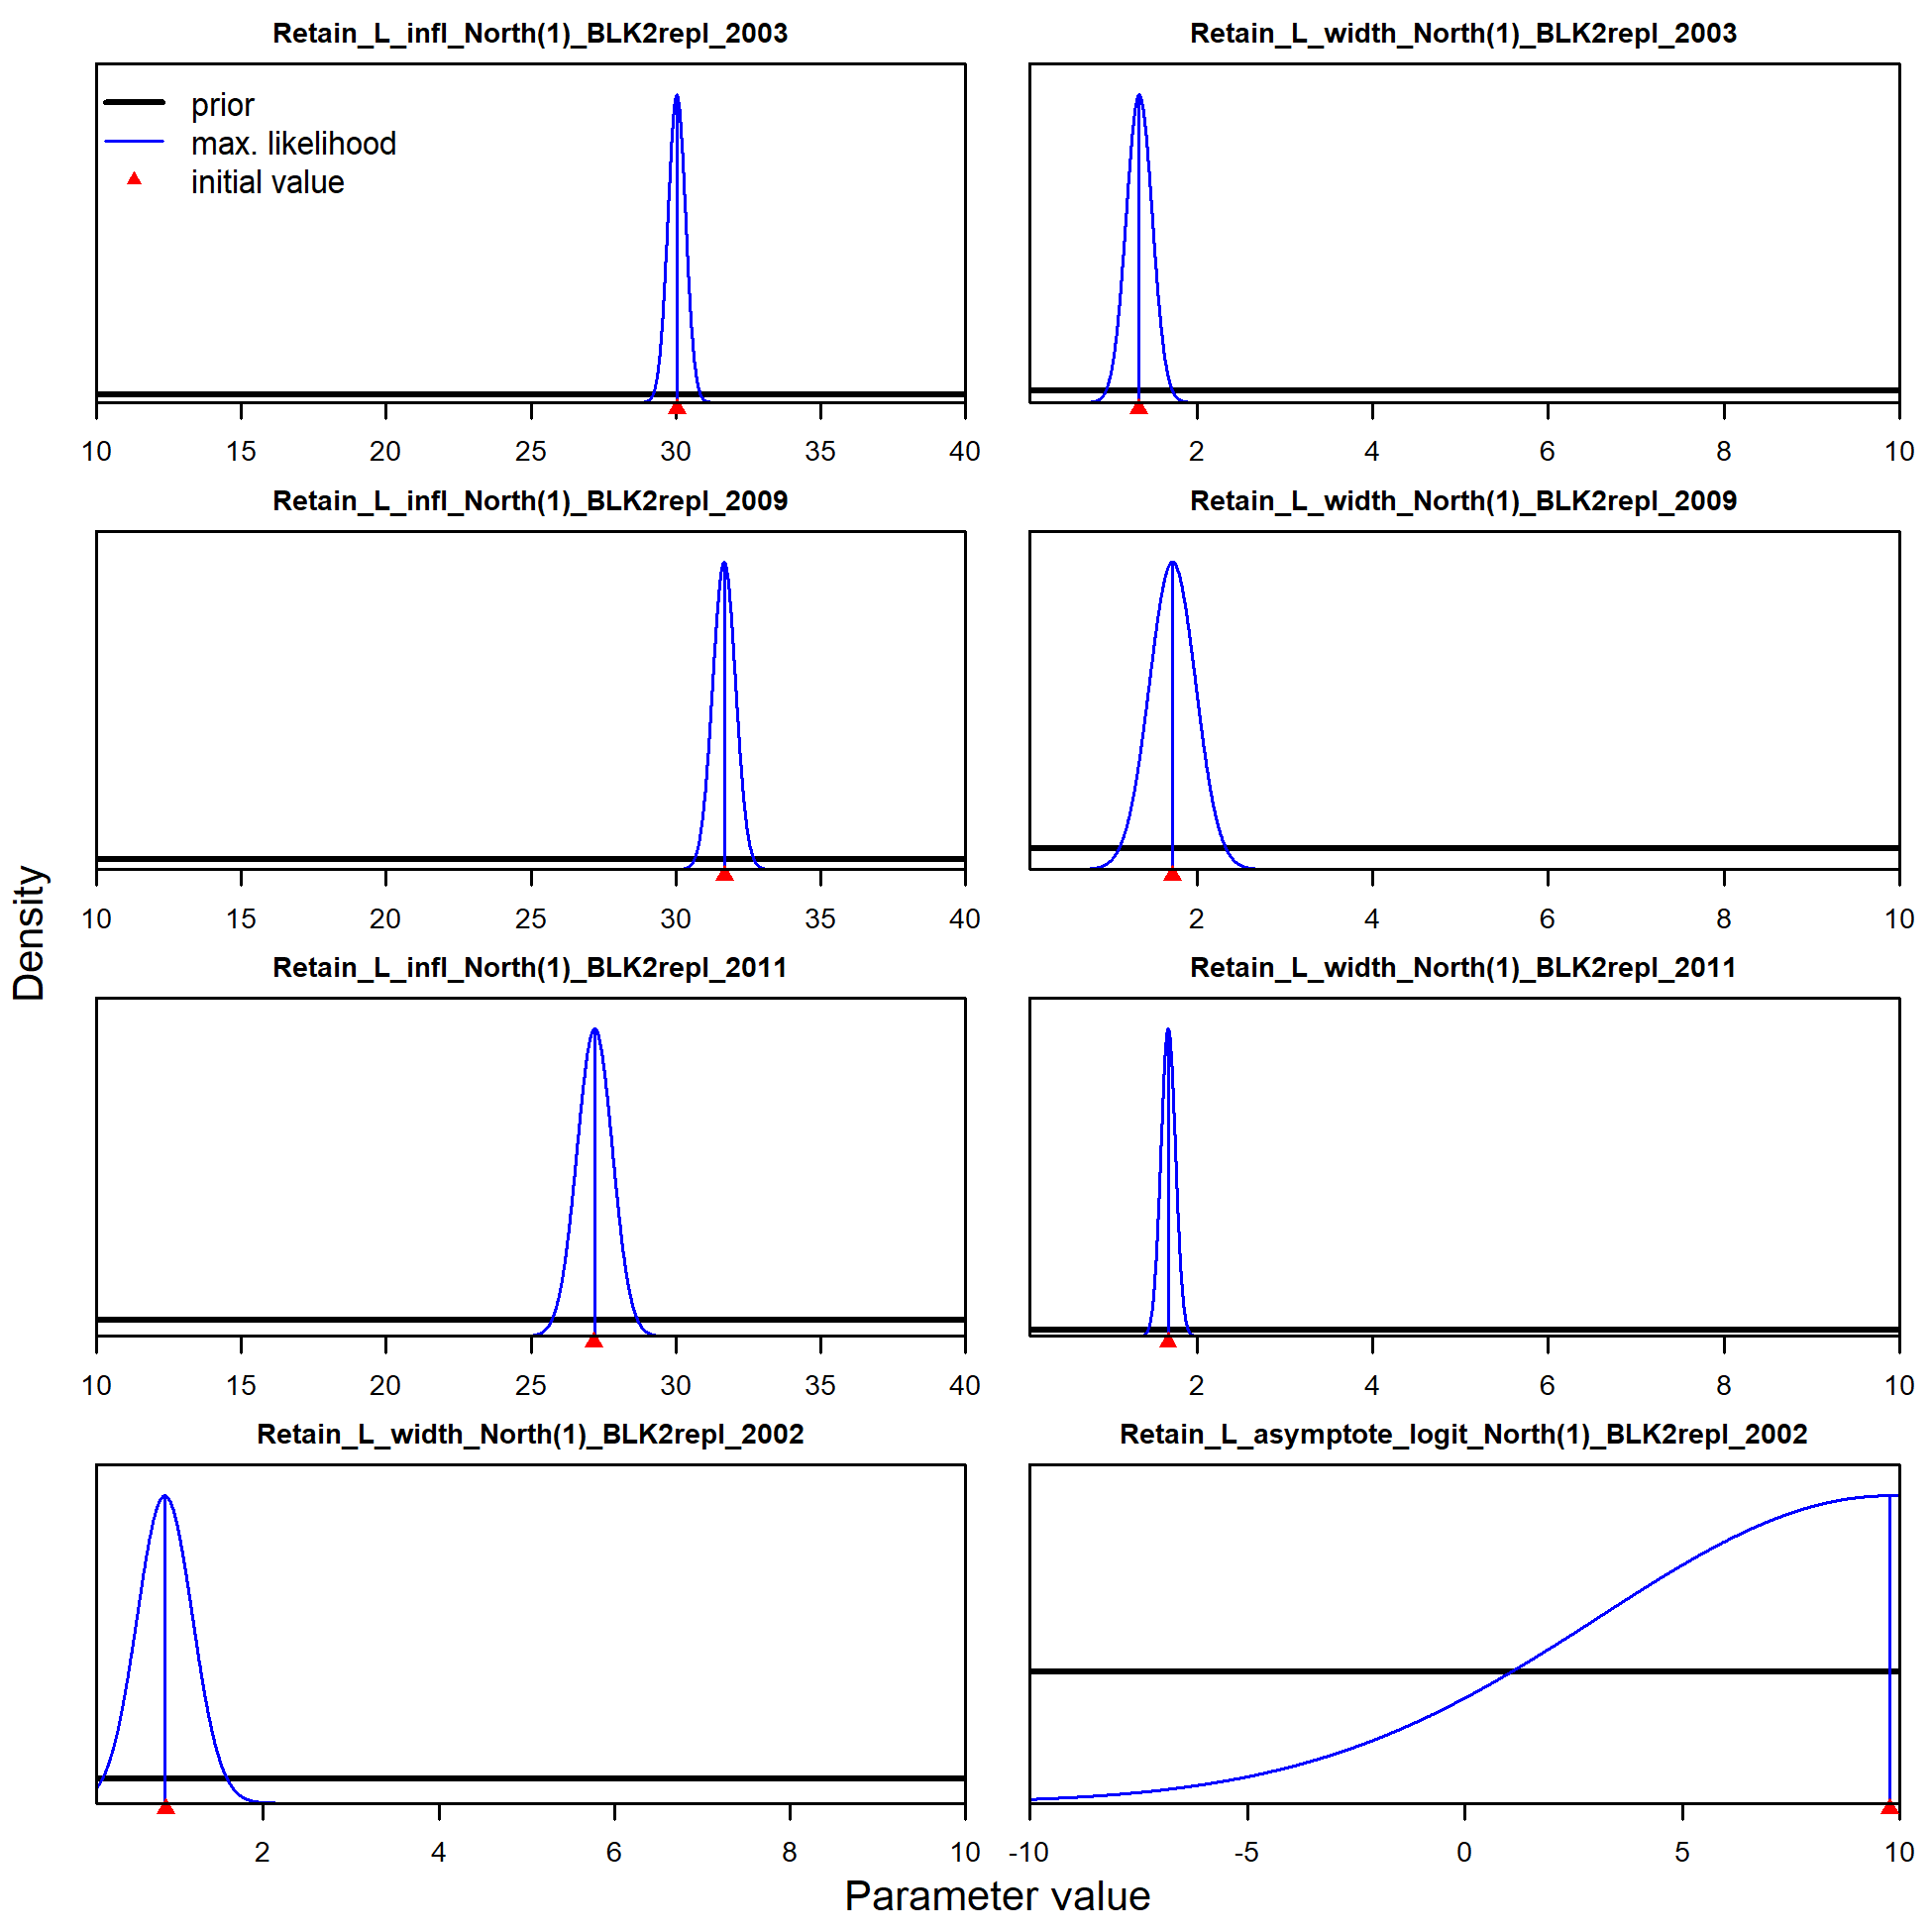 Retain_L_infl_North(1)_BLK2repl_2003
prior
max. likelihood
initial value
10 15 20 25 30 35 40
Retain_L_width_North(1)_BLK2repl_2003
2 4 6 8 10
Retain_L_infl_North(1)_BLK2repl_2009
10 15 20 25 30 35 40
Retain_L_width_North(1)_BLK2repl_2009
2 4 6 8 10
Retain_L_infl_North(1)_BLK2repl_2011
10 15 20 25 30 35 40
Retain_L_width_North(1)_BLK2repl_2011
2 4 6 8 10
Retain_L_width_North(1)_BLK2repl_2002
2 4 6 8 10
Retain_L_asymptote_logit_North(1)_BLK2repl_2002
-10 -5 0 5 10
Density
Parameter value